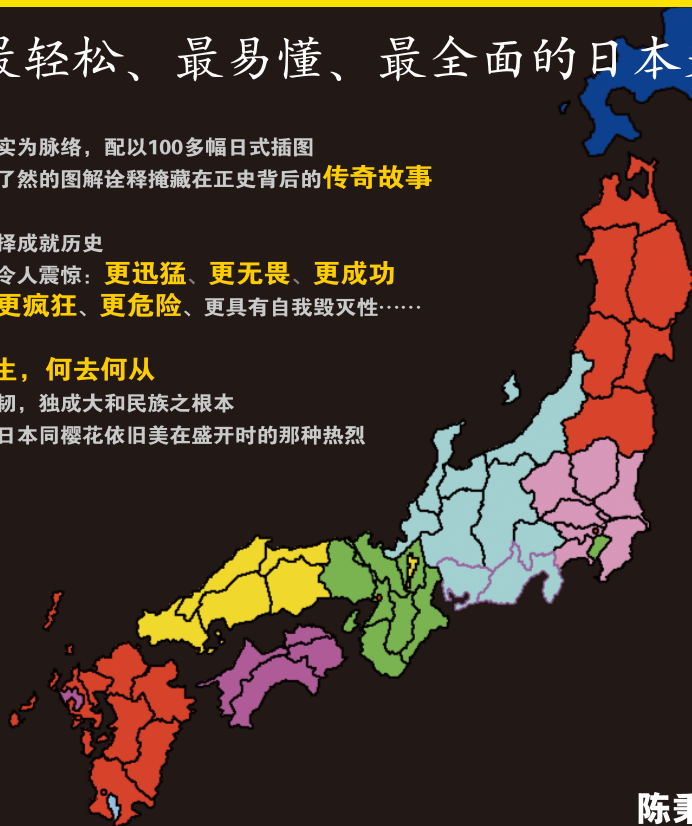 最轻松、最易懂、最全面的日本
实为脉络，配以100多幅日式插图
了然的图解诠释掩藏在正史背后的传奇故事
择成就历史
令人震惊：更迅猛、更无畏、更成功
更疯狂、更危险、更具有自我毁灭性……
生，何去何从
韧，独成大和民族之根本
日本同樱花依旧美在盛开时的那种热烈
陈秉